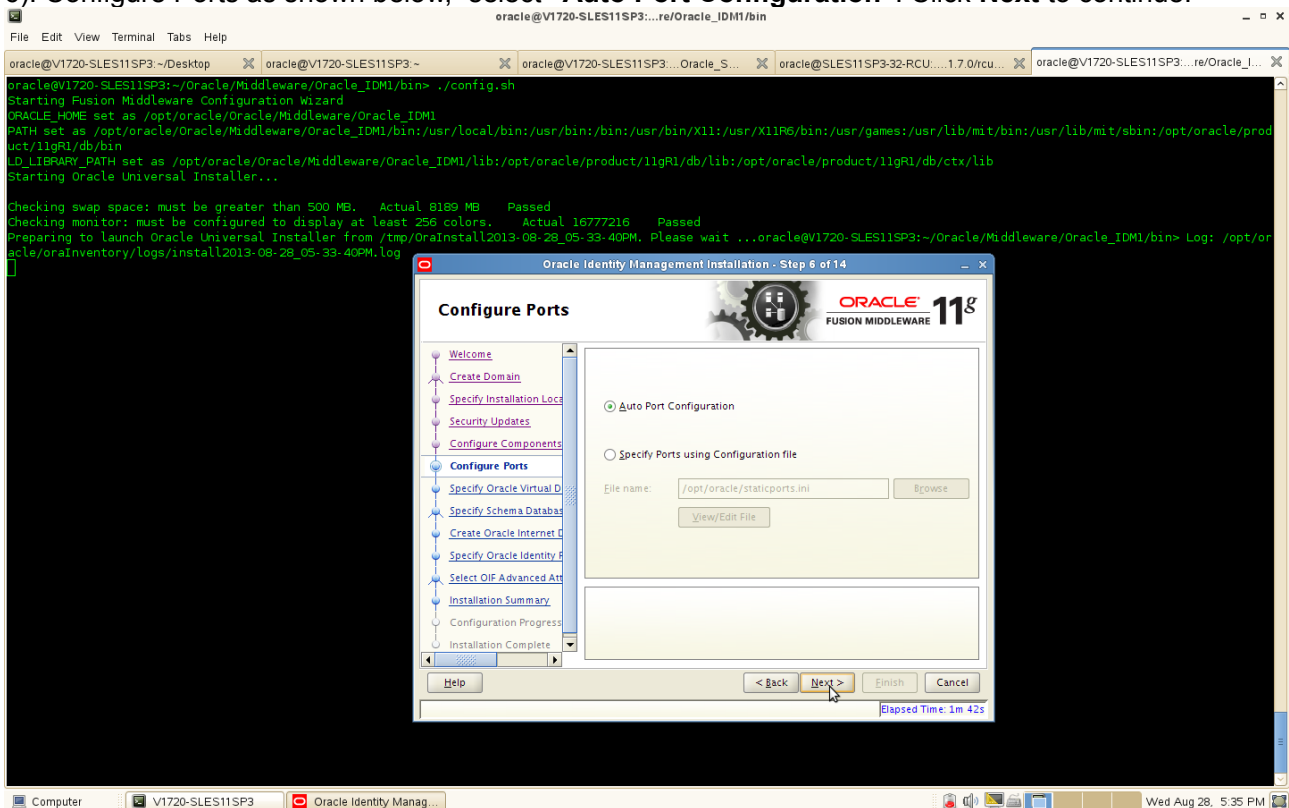 oracle@V1720-SLES11SP3:...re/Oracle_IDM1/bin
File Edit View Terminal Tabs Help
oracle@V1720-SLES11SP3:~/Desktop oracle@V1720-SLES11SP3:~ oracle@V1720-SLES11SP3:...Oracle_S... oracle@SLES11SP3-32-RCU:...1.7.0/rcu... oracle@V1720-SLES11SP3:...re/Oracle_I...
oracle@V1720-SLES11SP3:~/Oracle/Middleware/Oracle_IDM1/bin> ./config.sh
Starting Fusion Middleware Configuration Wizard
ORACLE_HOME set as /opt/oracle/Oracle/Middleware/Oracle_IDM1
PATH set as /opt/oracle/Oracle/Middleware/Oracle_IDM1/bin:/usr/local/bin:/usr/bin:/bin:/usr/bin/X11:/usr/X11R6/bin:/usr/games:/usr/lib/mit/bin:/usr/lib/mit/sbin:/opt/oracle/prod
uct/11gR1/db/bin
LD_LIBRARY_PATH set as /opt/oracle/Oracle/Middleware/Oracle_IDM1/lib:/opt/oracle/product/11gR1/db/lib:/opt/oracle/product/11gR1/db/ctx/lib
Starting Oracle Universal Installer...
Checking swap space: must be greater than 500 MB. Actual 8189 MB Passed
Checking monitor: must be configured to display at least 256 colors. Actual 16777216 Passed
Preparing to launch Oracle Universal Installer from /tmp/OraInstall2013-08-28_05-33-40PM. Please wait ...oracle@V1720-SLES11SP3:~/Oracle/Middleware/Oracle_IDM1/bin> Log: /opt/or
acle/oraInventory/logs/install2013-08-28_05-33-40PM.log
Oracle Identity Management Installation - Step 6 of 14
Configure Ports
ORACLE
FUSION MIDDLEWARE 11g
Welcome
Create Domain
Specify Installation Loca
Security Updates
Configure Components
Configure Ports
Specify Oracle Virtual D
Specify Schema Databas
Create Oracle Internet D
Specify Oracle Identity F
Select OIF Advanced Att
Installation Summary
Configuration Progress
Installation Complete
Auto Port Configuration
Specify Ports using Configuration file
File name: /opt/oracle/staticports.ini Browse
View/Edit File
Help < Back Next > Finish Cancel
Elapsed Time: 1m 42s
Computer V1720-SLES11SP3 Oracle Identity Manag... Wed Aug 28, 5:35 PM